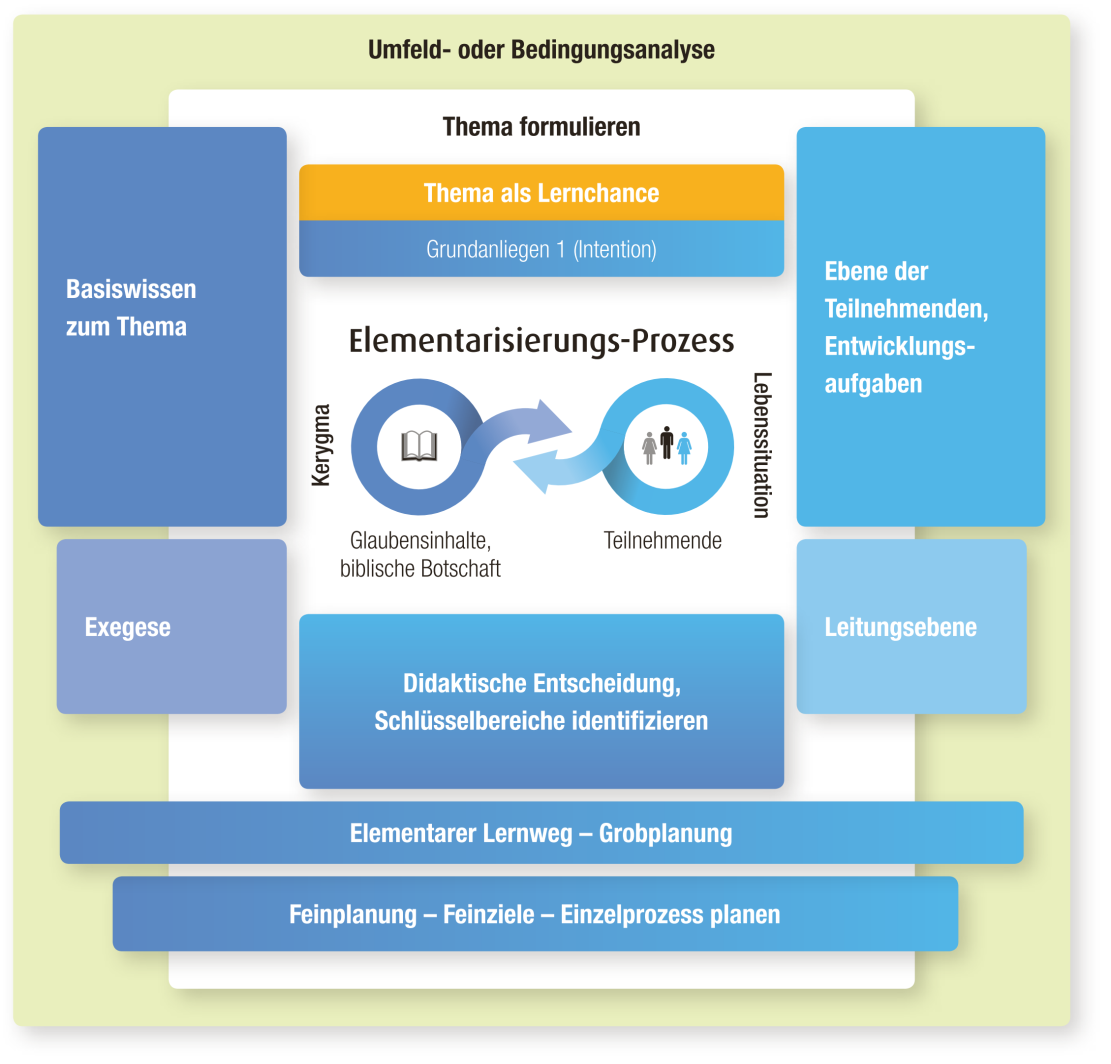 Umfeld- oder Bedingungsanalyse
Thema formulieren
Thema als Lernchance
Grundanliegen 1 (Intention)
Basiswissen
zum Thema
Ebene der
Teilnehmenden,
Entwicklungs-
aufgaben
Elementarisierungs-Prozess
Kerygma
Lebenssituation
Glaubensinhalte,
biblische Botschaft
Teilnehmende
Exegese
Leitungsebene
Didaktische Entscheidung,
Schlüsselbereiche identifizieren
Elementarer Lernweg – Grobplanung
Feinplanung – Feinziele – Einzelprozess planen